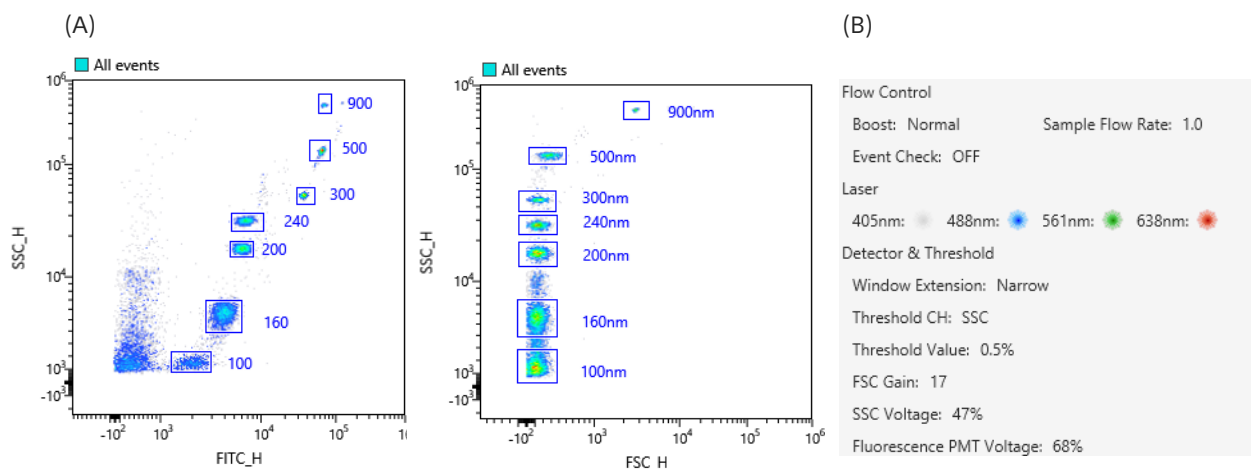 (A)
(B)
All events
10^6
10^5
10^4
10^3
-10^3
SSC_H
900
500
300
240
200
160
100
-10^2
10^3
10^4
10^5
FITC_H
All events
10^6
10^5
10^4
10^3
-10^3
SSC_H
900nm
500nm
300nm
240nm
200nm
160nm
100nm
-10^2
10^3
10^4
10^5
10^6
FSC_H
Flow Control
Boost: Normal Sample Flow Rate: 1.0
Event Check: OFF
Laser
405nm: 488nm: 561nm: 638nm:
Detector & Threshold
Window Extension: Narrow
Threshold CH: SSC
Threshold Value: 0.5%
FSC Gain: 17
SSC Voltage: 47%
Fluorescence PMT Voltage: 68%